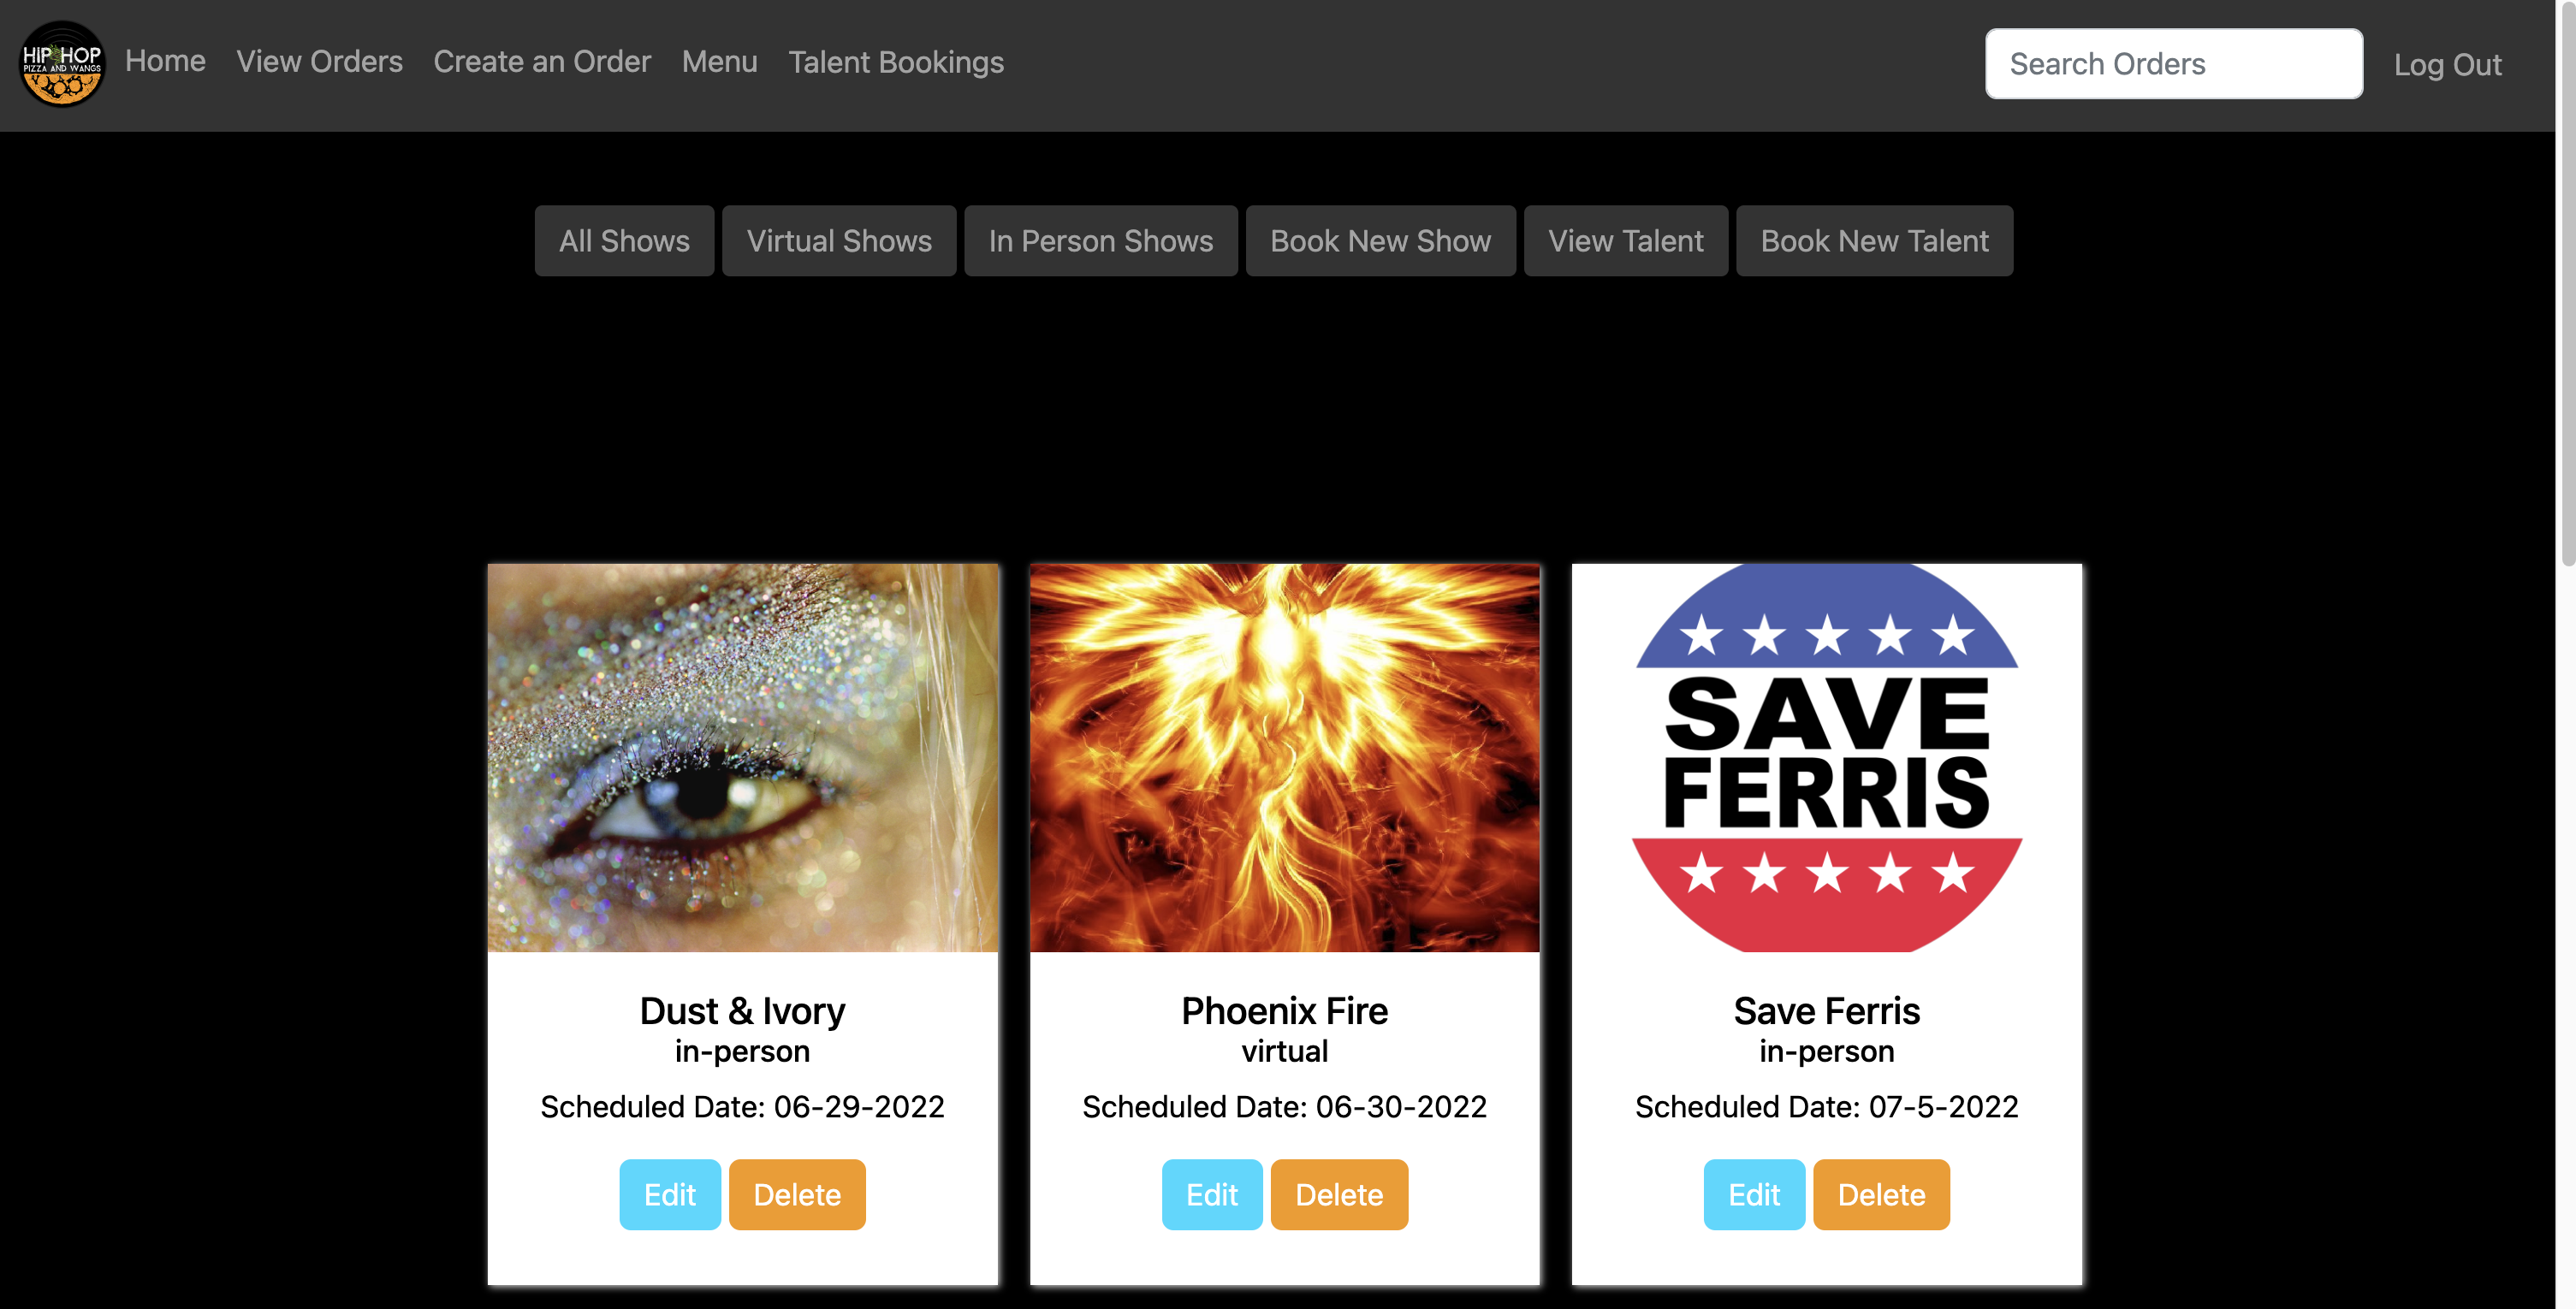 HIP HOP
PIZZA AND WANGS
Home View Orders Create an Order Menu Talent Bookings Search Orders Log Out
All Shows Virtual Shows In Person Shows Book New Show View Talent Book New Talent
SAVE
FERRIS
Dust & Ivory
in-person
Scheduled Date: 06-29-2022
Edit Delete
Phoenix Fire
virtual
Scheduled Date: 06-30-2022
Edit Delete
Save Ferris
in-person
Scheduled Date: 07-5-2022
Edit Delete